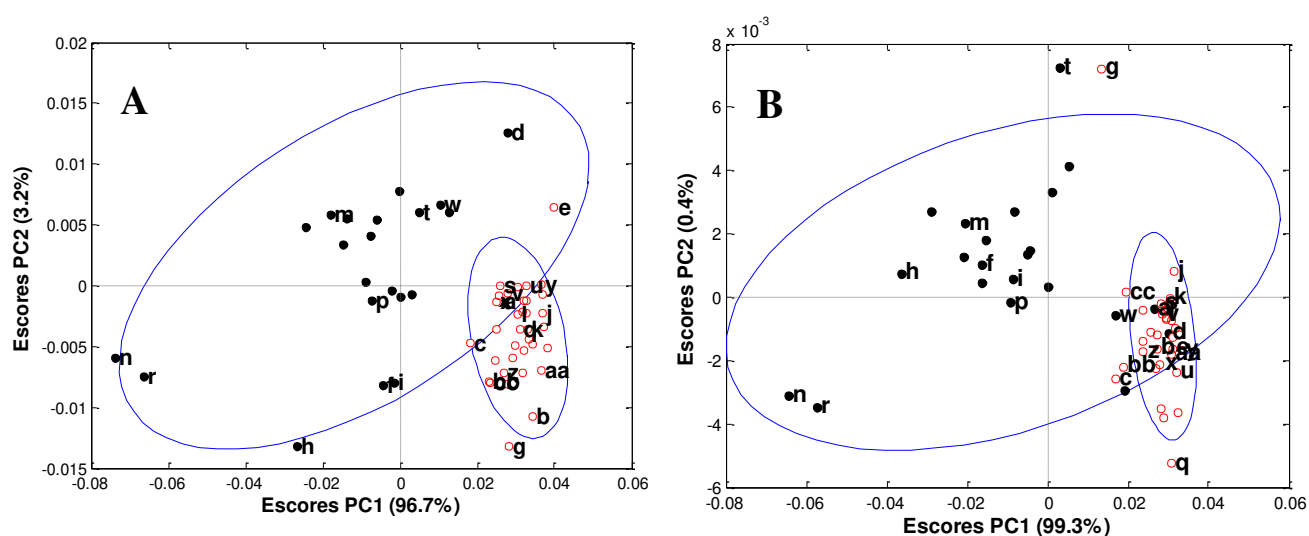 A
0.02
0.015
0.01
0.005
0
-0.005
-0.01
-0.015
Escores PC2 (3.2%)
d
e
m
t
w
p
s
v
u
y
a
l
j
q
k
c
n
r
i
z
aa
bb
b
g
h
-0.08 -0.06 -0.04 -0.02 0 0.02 0.04 0.06
Escores PC1 (96.7%)
B
x 10⁻³
8
6
4
2
0
-2
-4
-6
Escores PC2 (0.4%)
t
g
m
h
f
i
p
j
cc
k
w
d
z
bb
x
u
c
n
r
q
-0.08 -0.06 -0.04 -0.02 0 0.02 0.04 0.06
Escores PC1 (99.3%)